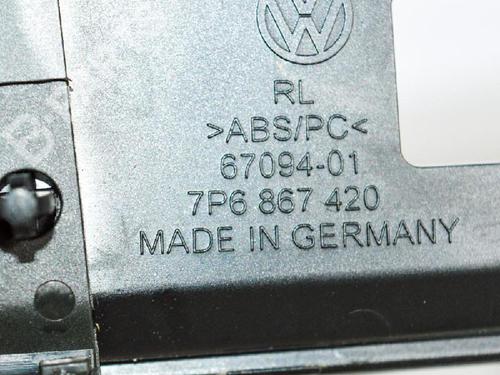 RL
>ABS/PC<
67094-01
7P6 867 420
MADE IN GERMANY